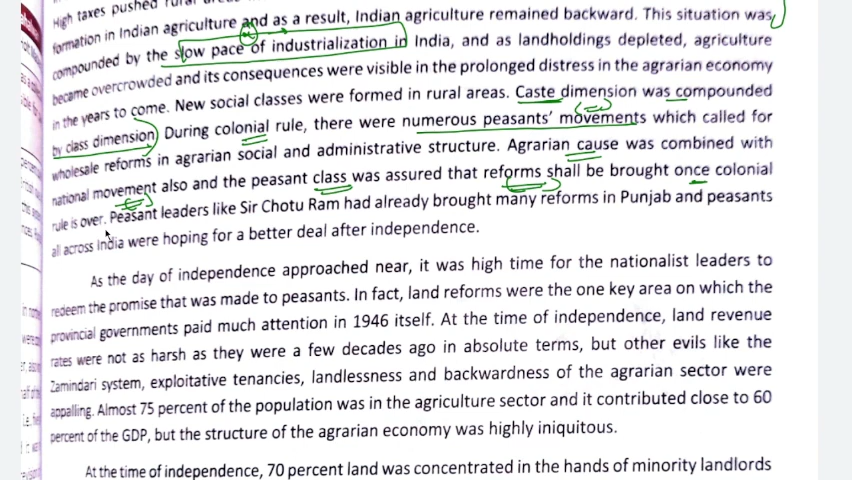 High taxes pushed rural
formation in Indian agriculture and as a result, Indian agriculture remained backward. This situation was
compounded by the slow pace of industrialization in India, and as landholdings depleted, agriculture
became overcrowded and its consequences were visible in the prolonged distress in the agrarian economy
in the years to come. New social classes were formed in rural areas. Caste dimension was compounded
by class dimension. During colonial rule, there were numerous peasants' movements which called for
wholesale reforms in agrarian social and administrative structure. Agrarian cause was combined with
national movement also and the peasant class was assured that reforms shall be brought once colonial
rule is over. Peasant leaders like Sir Chotu Ram had already brought many reforms in Punjab and peasants
all across India were hoping for a better deal after independence.
As the day of independence approached near, it was high time for the nationalist leaders to
redeem the promise that was made to peasants. In fact, land reforms were the one key area on which the
provincial governments paid much attention in 1946 itself. At the time of independence, land revenue
rates were not as harsh as they were a few decades ago in absolute terms, but other evils like the
Zamindari system, exploitative tenancies, landlessness and backwardness of the agrarian sector were
appalling. Almost 75 percent of the population was in the agriculture sector and it contributed close to 60
percent of the GDP, but the structure of the agrarian economy was highly iniquitous.
At the time of independence, 70 percent land was concentrated in the hands of minority landlords